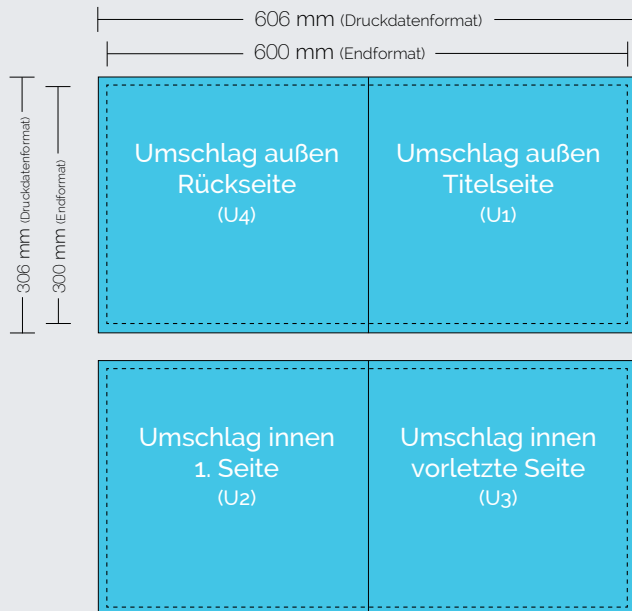 606 mm (Druckdatenformat)
600 mm (Endformat)
306 mm (Druckdatenformat)
300 mm (Endformat)
Umschlag außen
Rückseite
(U4)
Umschlag außen
Titelseite
(U1)
Umschlag innen
1. Seite
(U2)
Umschlag innen
vorletzte Seite
(U3)